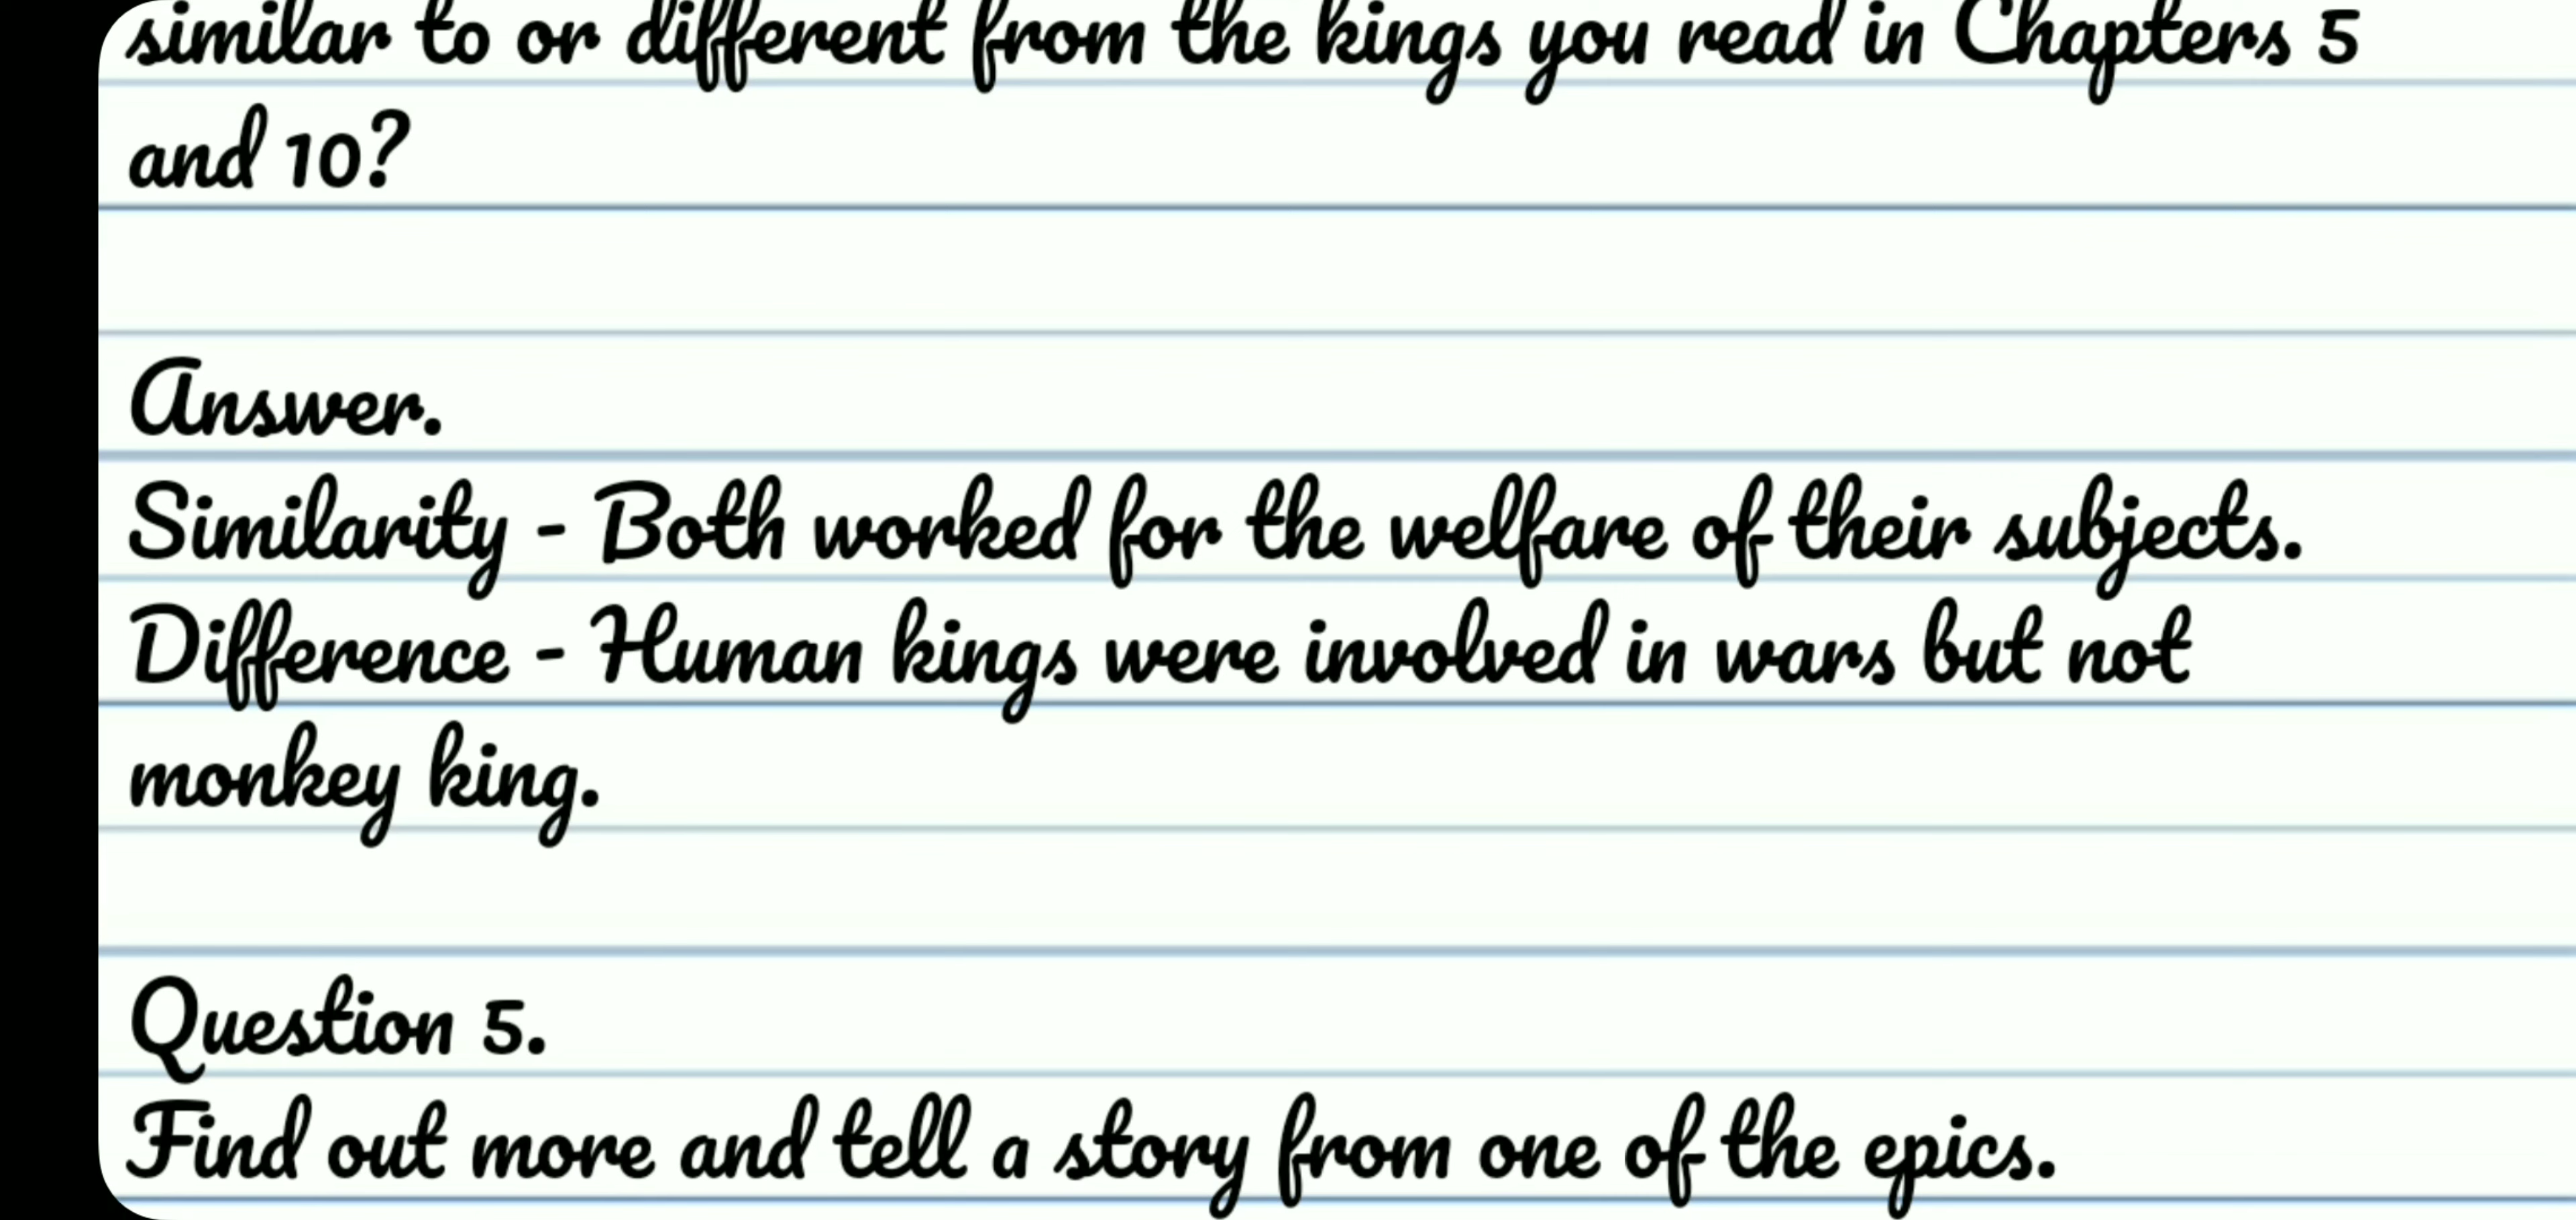 similar to or different from the kings you read in Chapters 5
and 10?
Answer.
Similarity - Both worked for the welfare of their subjects.
Difference - Human kings were involved in wars but not
monkey king.
Question 5.
Find out more and tell a story from one of the epics.